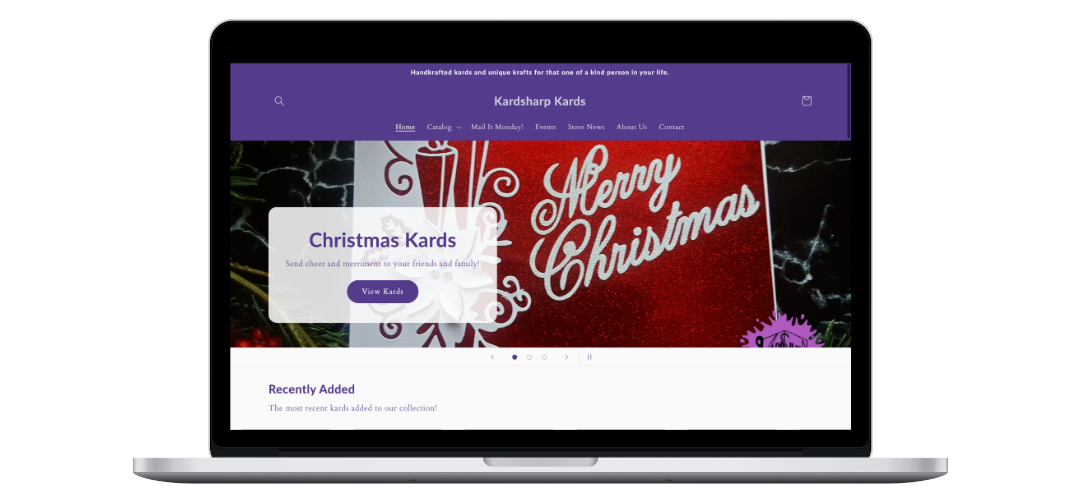 Handkrafted kards and unique krafts for that one of a kind person in your life.
Kardsharp Kards
Home Catalog Mail It Monday! Events Store News About Us Contact
Merry
Christmas
Christmas Kards
Send cheer and merriment to your friends and family!
View Kards
Recently Added
The most recent kards added to our collection!